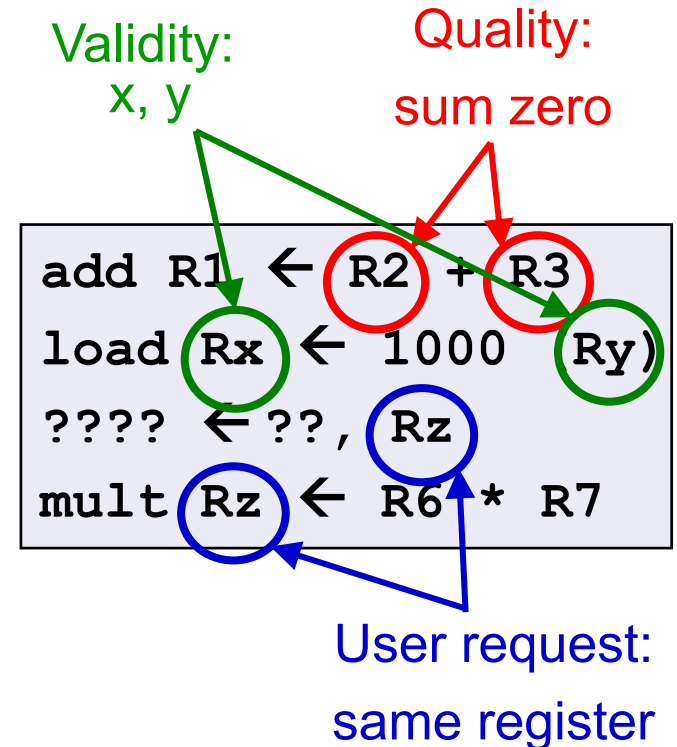 Validity:
x, y
Quality:
sum zero
add R1 ← R2 + R3
load Rx ← 1000 Ry)
???? ← ??, Rz
mult Rz ← R6 * R7
User request:
same register